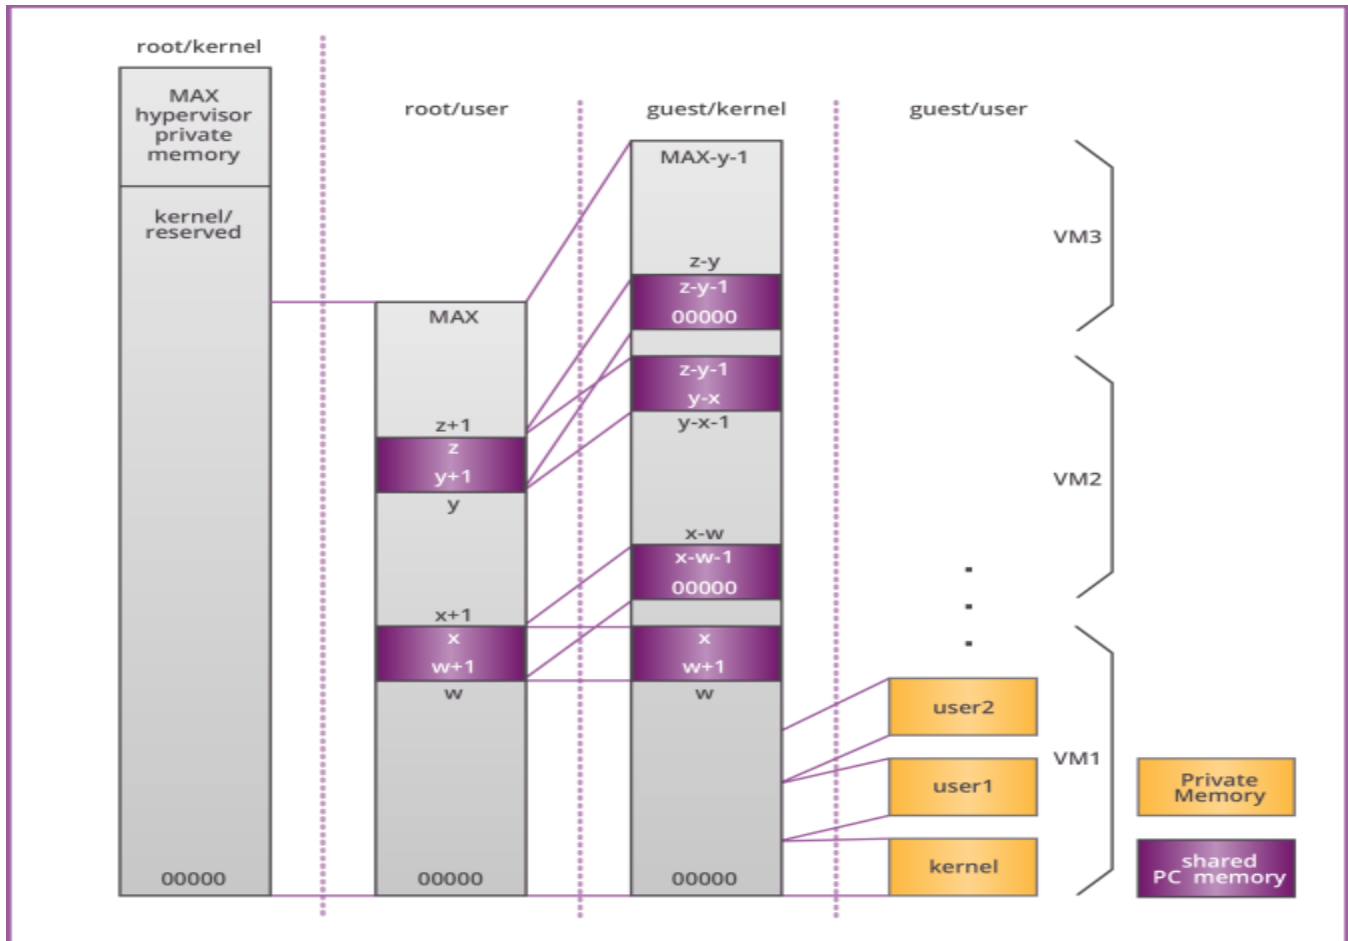 root/kernel
MAX
hypervisor
private
memory
kernel/
reserved
00000
root/user
MAX
z+1
z
y+1
y
x+1
x
w+1
w
00000
guest/kernel
MAX-y-1
z-y
z-y-1
00000
z-y-1
y-x
y-x-1
x-w
x-w-1
00000
x
w+1
w
00000
guest/user
user2
user1
kernel
VM3
VM2
VM1
Private
Memory
shared
PC memory